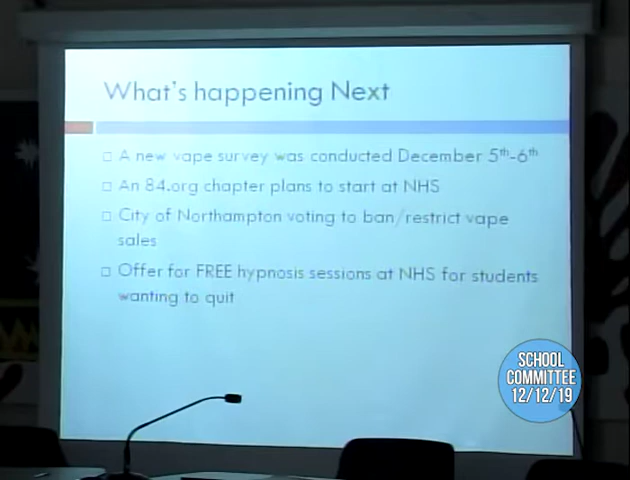 What's happening Next
A new vape survey was conducted December 5th-6th
An 84.org chapter plans to start at NHS
City of Northampton voting to ban/restrict vape
sales
Offer for FREE hypnosis sessions at NHS for students
wanting to quit
SCHOOL
COMMITTEE
12/12/19